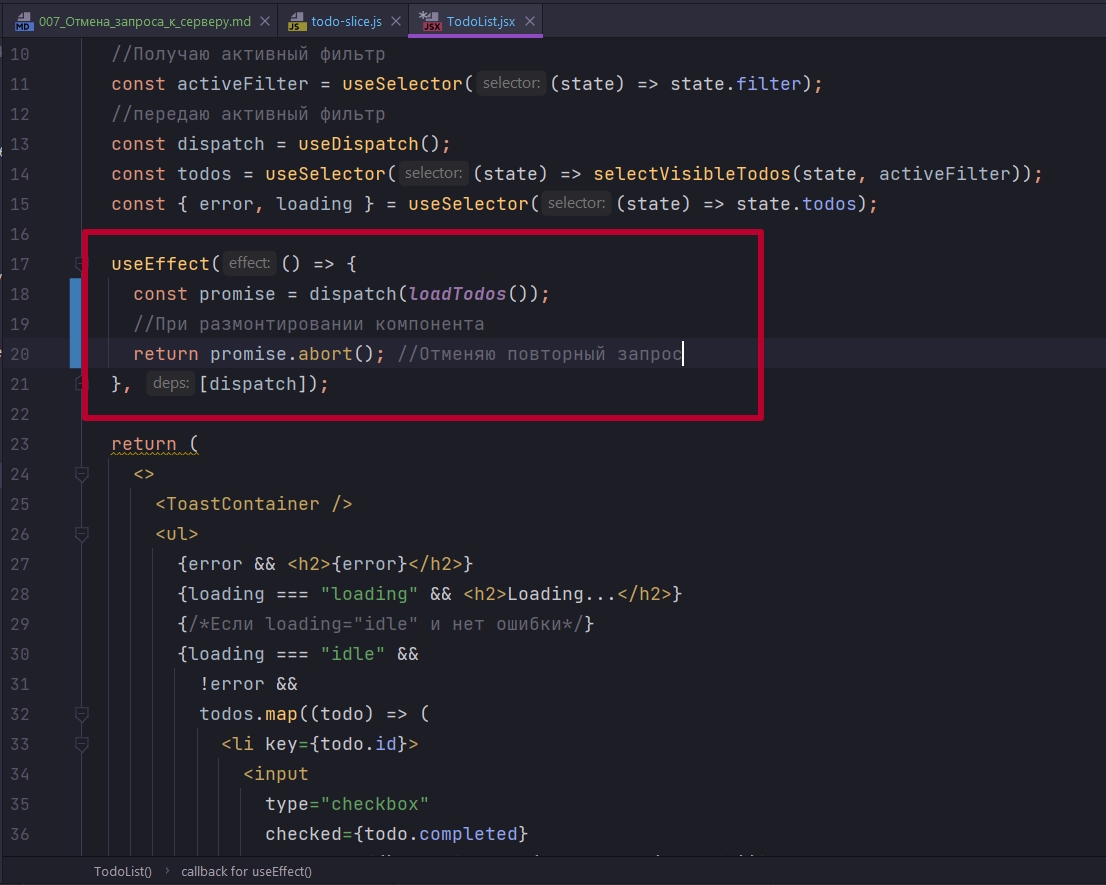 007_Отмена_запроса_к_серверу.md
todo-slice.js
TodoList.jsx
10 //Получаю активный фильтр
11 const activeFilter = useSelector( selector: (state) => state.filter);
12 //передаю активный фильтр
13 const dispatch = useDispatch();
14 const todos = useSelector( selector: (state) => selectVisibleTodos(state, activeFilter));
15 const { error, loading } = useSelector( selector: (state) => state.todos);
16
17 useEffect( effect: () => {
18 const promise = dispatch(loadTodos());
19 //При размонтировании компонента
20 return promise.abort(); //Отменяю повторный запрос
21 }, deps: [dispatch]);
22
23 return (
24 <>
25 <ToastContainer />
26 <ul>
27 {error && <h2>{error}</h2>}
28 {loading === "loading" && <h2>Loading...</h2>}
29 {/*Если loading="idle" и нет ошибки*/}
30 {loading === "idle" &&
31 !error &&
32 todos.map((todo) => (
33 <li key={todo.id}>
34 <input
35 type="checkbox"
36 checked={todo.completed}
TodoList() › callback for useEffect()